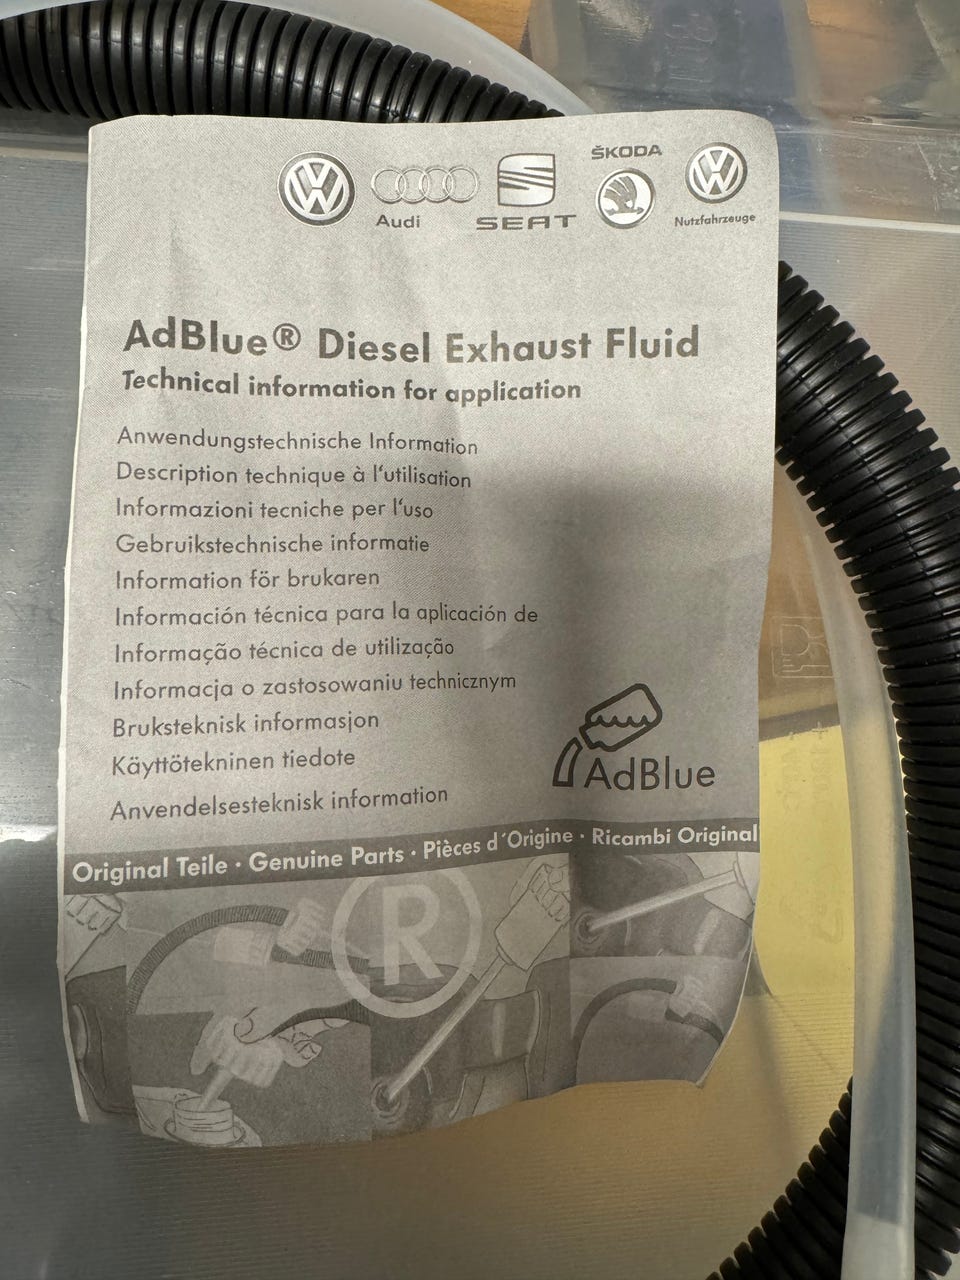 Audi
SEAT
ŠKODA
Nutzfahrzeuge
AdBlue® Diesel Exhaust Fluid
Technical information for application
Anwendungstechnische Information
Description technique à l'utilisation
Informazioni tecniche per l'uso
Gebruikstechnische informatie
Information för brukaren
Información técnica para la aplicación de
Informação técnica de utilização
Informacja o zastosowaniu technicznym
Bruksteknisk informasjon
Käyttötekninen tiedote
Anvendelsesteknisk information
AdBlue
Original Teile · Genuine Parts · Pièces d'Origine · Ricambi Original
R